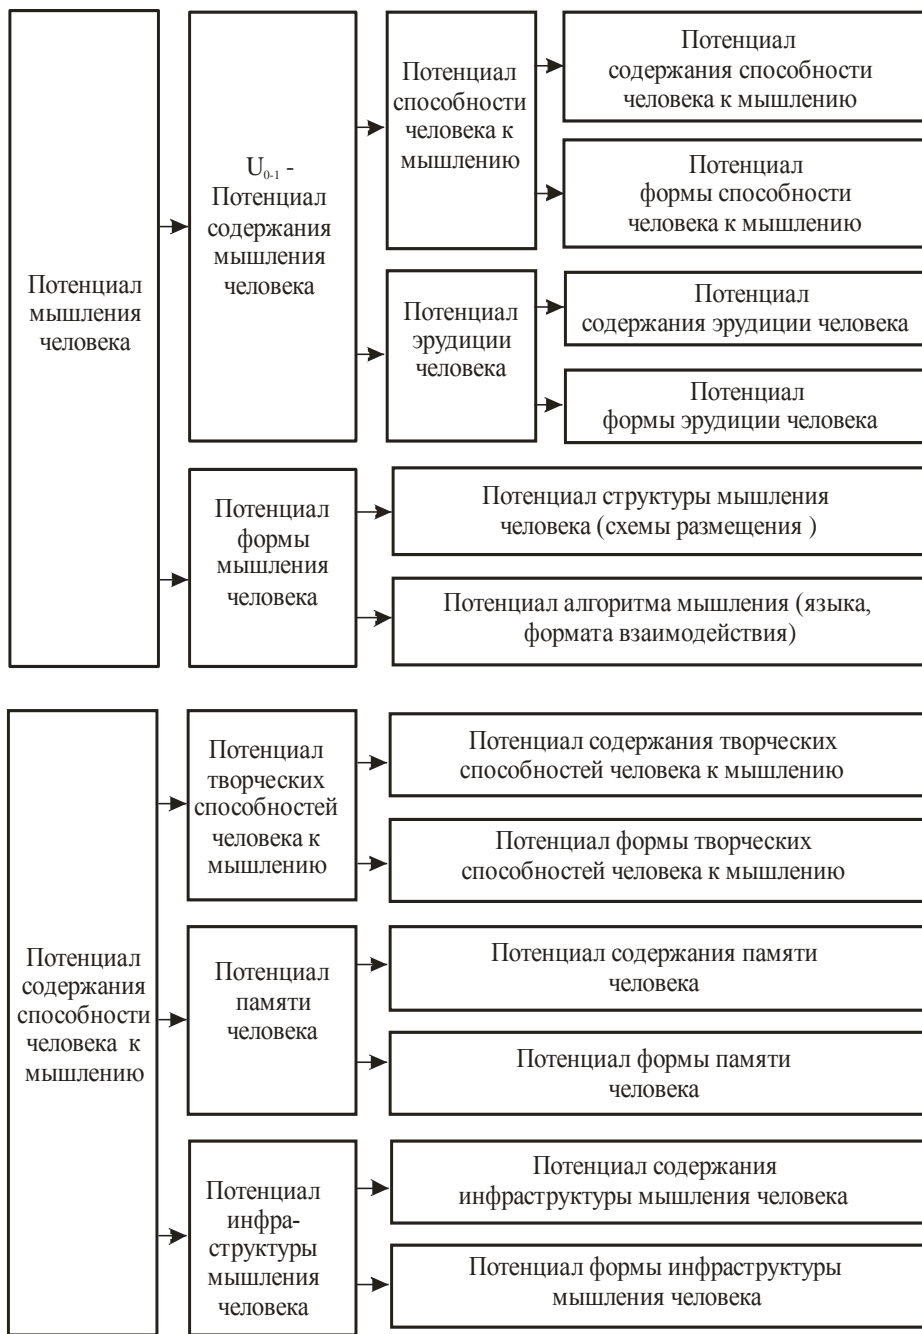 Потенциал
мышления
человека
U0-1 -
Потенциал
содержания
мышления
человека
Потенциал
способности
человека к
мышлению
Потенциал
содержания способности
человека к мышлению
Потенциал
формы способности
человека к мышлению
Потенциал
эрудиции
человека
Потенциал
содержания эрудиции человека
Потенциал
формы эрудиции человека
Потенциал
формы
мышления
человека
Потенциал структуры мышления
человека (схемы размещения )
Потенциал алгоритма мышления (языка,
формата взаимодействия)
Потенциал
содержания
способности
человека к
мышлению
Потенциал
творческих
способностей
человека к
мышлению
Потенциал содержания творческих
способностей человека к мышлению
Потенциал формы творческих
способностей человека к мышлению
Потенциал
памяти
человека
Потенциал содержания памяти
человека
Потенциал формы памяти
человека
Потенциал
инфра-
структуры
мышления
человека
Потенциал содержания
инфраструктуры мышления человека
Потенциал формы инфраструктуры
мышления человека